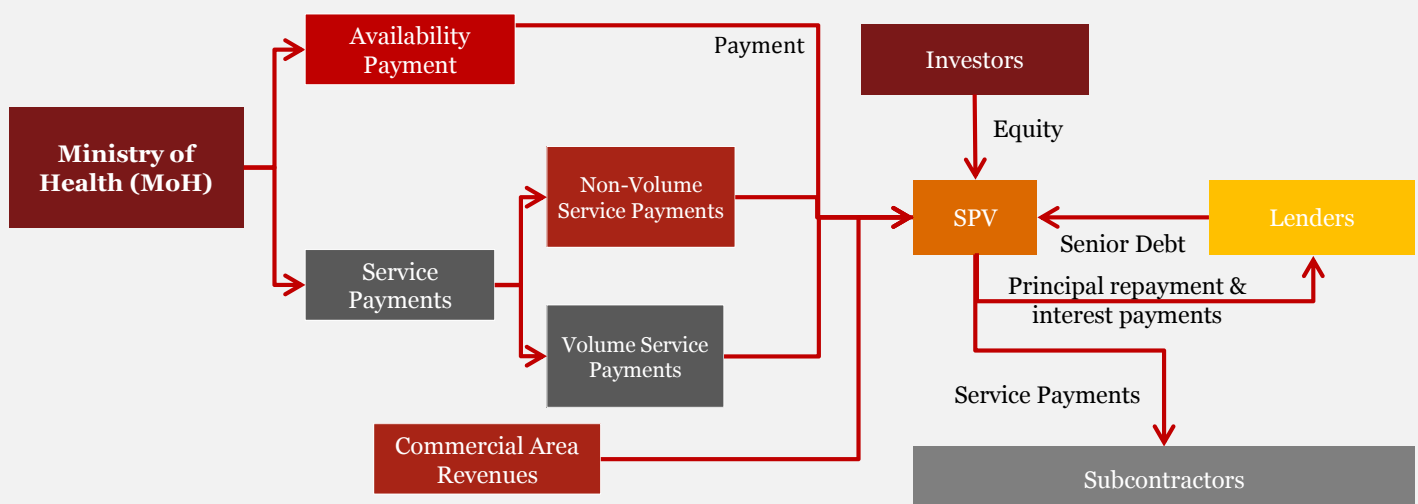 Availability
Payment
Payment
Investors
Ministry of
Health (MoH)
Equity
Non-Volume
Service Payments
SPV
Lenders
Senior Debt
Service
Payments
Principal repayment &
interest payments
Volume Service
Payments
Service Payments
Commercial Area
Revenues
Subcontractors